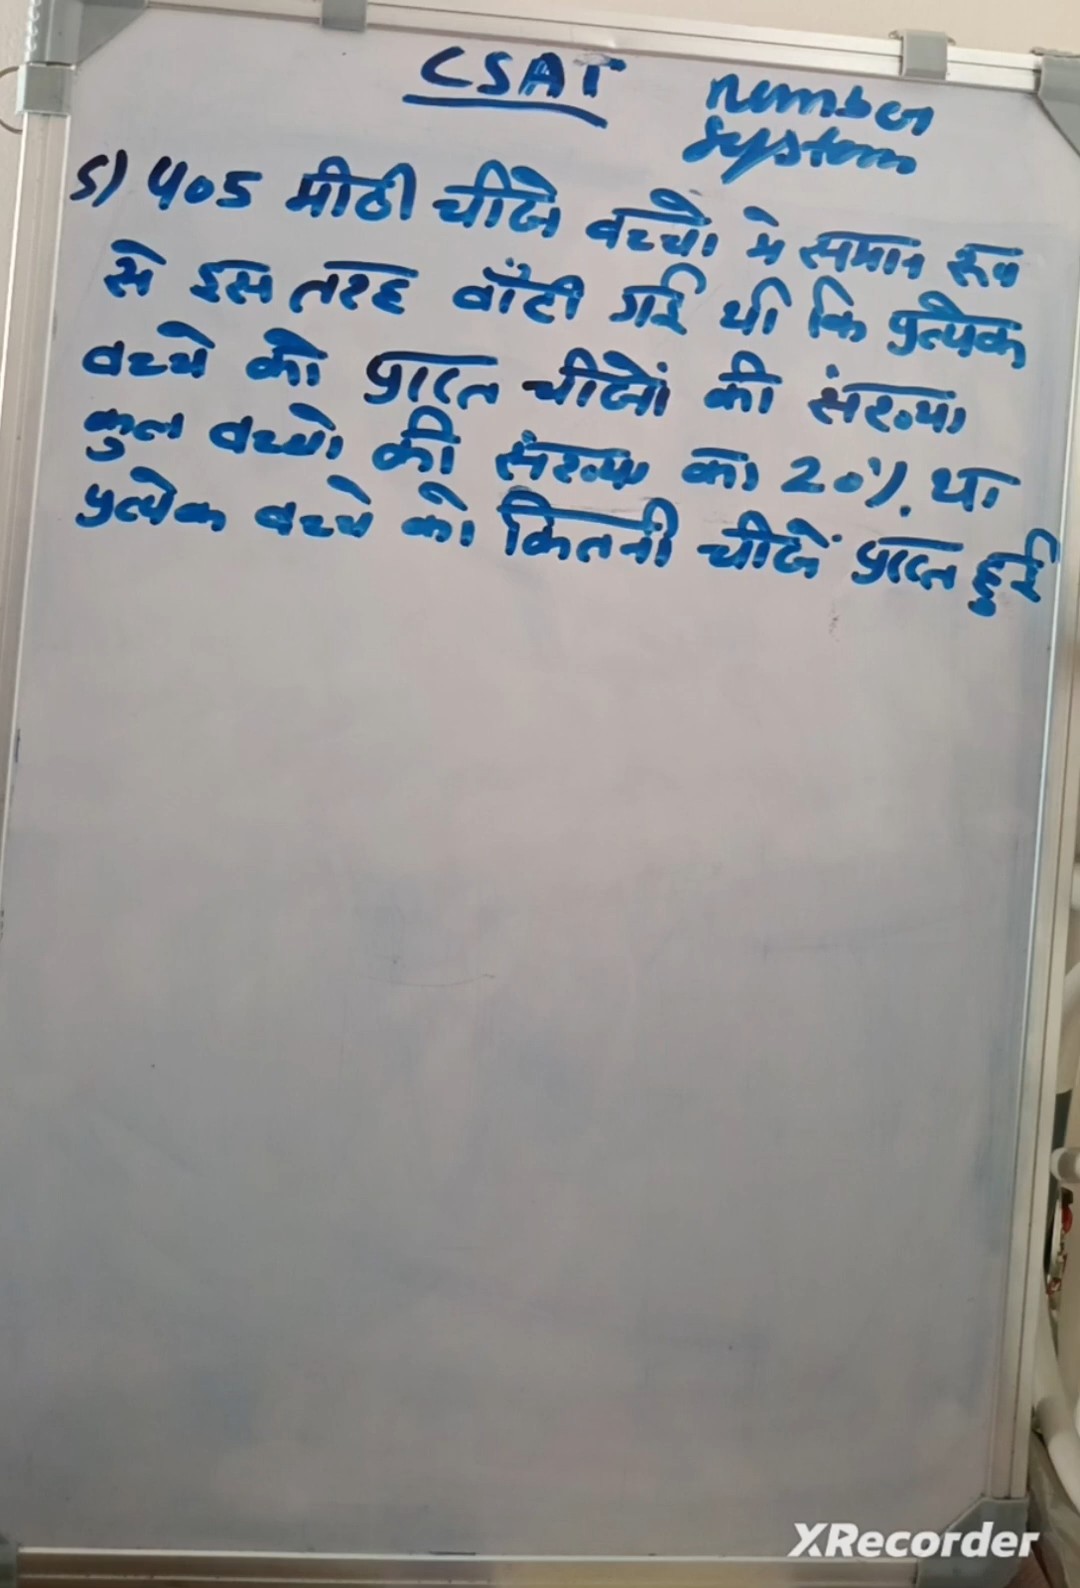 CSAT number
system
5) 405 मीठी चीजे बच्चो मे समान रूप
से इस तरह बाँटी गई थी कि प्रत्येक
बच्चे को प्राप्त चीजों की संख्या
कुल बच्चो की संख्या का 20%. था
प्रत्येक बच्चे को कितनी चीजें प्राप्त हुई
XRecorder